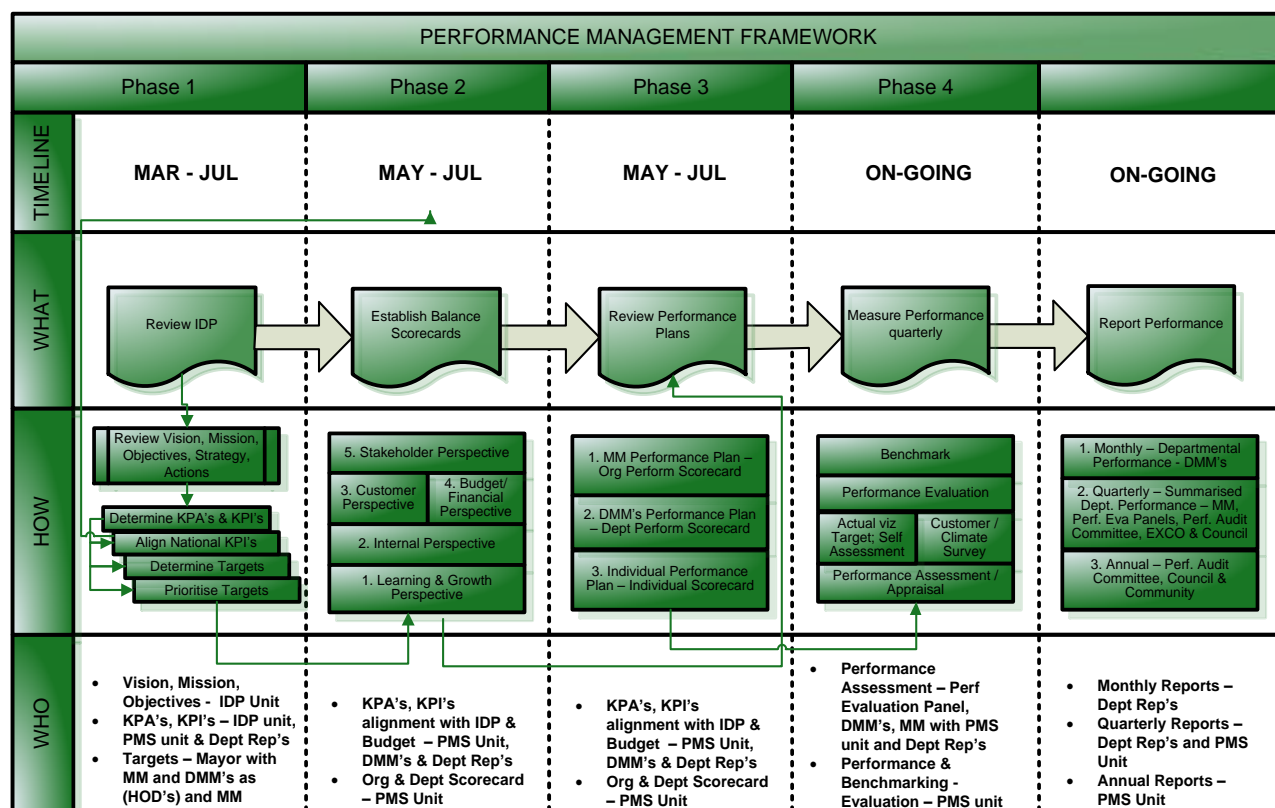 PERFORMANCE MANAGEMENT FRAMEWORK
Phase 1
Phase 2
Phase 3
Phase 4
TIMELINE
MAR - JUL
MAY - JUL
MAY - JUL
ON-GOING
ON-GOING
WHAT
Review IDP
Establish Balance
Scorecards
Review Performance
Plans
Measure Performance
quarterly
Report Performance
HOW
Review Vision, Mission,
Objectives, Strategy,
Actions
Determine KPA's & KPI's
Align National KPI's
Determine Targets
Prioritise Targets
5. Stakeholder Perspective
3. Customer
Perspective
4. Budget/
Financial
Perspective
2. Internal Perspective
1. Learning & Growth
Perspective
1. MM Performance Plan –
Org Perform Scorecard
2. DMM's Performance Plan
– Dept Perform Scorecard
3. Individual Performance
Plan – Individual Scorecard
Benchmark
Performance Evaluation
Actual viz
Target; Self
Assessment
Customer /
Climate
Survey
Performance Assessment /
Appraisal
1. Monthly – Departmental
Performance - DMM's
2. Quarterly – Summarised
Dept. Performance – MM,
Perf. Eva Panels, Perf. Audit
Committee, EXCO & Council
3. Annual – Perf. Audit
Committee, Council &
Community
WHO
• Vision, Mission,
Objectives - IDP Unit
• KPA's, KPI's – IDP unit,
PMS unit & Dept Rep's
• Targets – Mayor with
MM and DMM's as
(HOD's) and MM
• KPA's, KPI's
alignment with IDP &
Budget – PMS Unit,
DMM's & Dept Rep's
• Org & Dept Scorecard
– PMS Unit
• KPA's, KPI's
alignment with IDP &
Budget – PMS Unit,
DMM's & Dept Rep's
• Org & Dept Scorecard
– PMS Unit
• Performance
Assessment – Perf
Evaluation Panel,
DMM's, MM with PMS
unit and Dept Rep's
• Performance &
Benchmarking -
Evaluation – PMS unit
• Monthly Reports –
Dept Rep's
• Quarterly Reports –
Dept Rep's and PMS
Unit
• Annual Reports –
PMS Unit